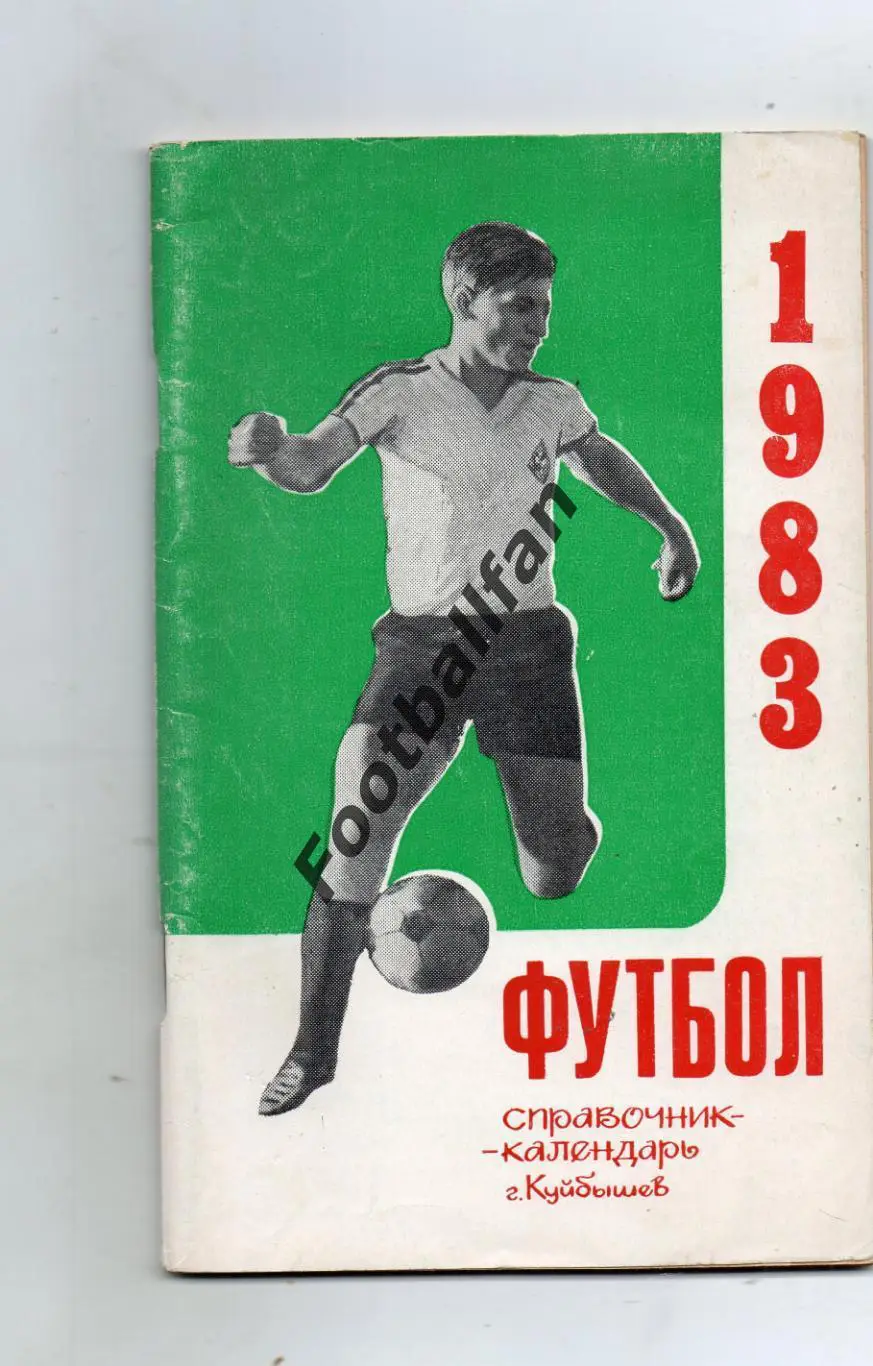 1983
Footballfan
ФУТБОЛ
справочник-
-календарь
г. Куйбышев